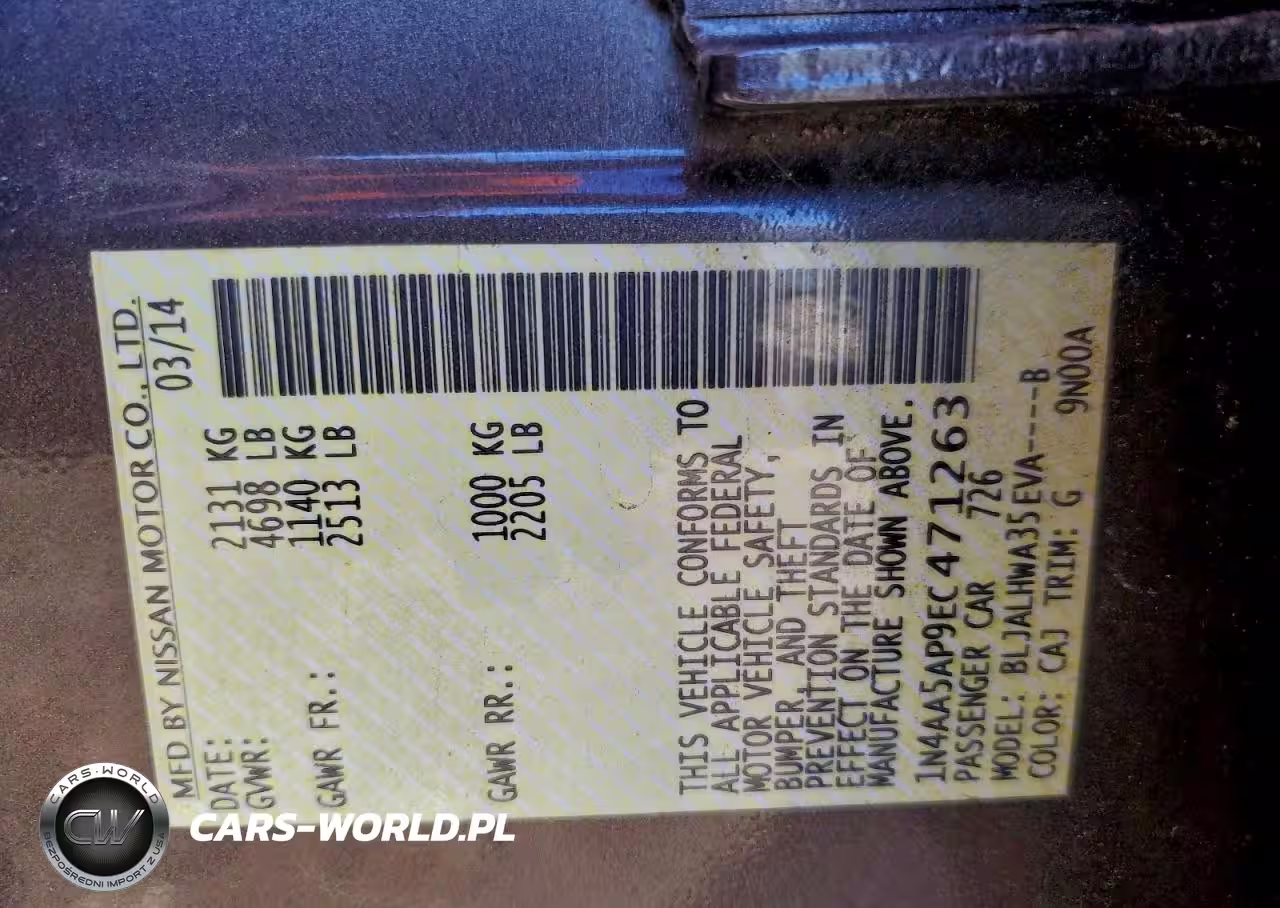 MFD BY NISSAN MOTOR CO., LTD.
DATE: 03/14
GVWR: 2131 KG
4698 LB
GAWR FR.: 1140 KG
2513 LB
GAWR RR.: 1000 KG
2205 LB
THIS VEHICLE CONFORMS TO
ALL APPLICABLE FEDERAL
MOTOR VEHICLE SAFETY,
BUMPER, AND THEFT
PREVENTION STANDARDS IN
EFFECT ON THE DATE OF
MANUFACTURE SHOWN ABOVE.
1N4AA5AP9EC471263
PASSENGER CAR 726
MODEL: BLJALHWA35EVA----B
COLOR: CAJ TRIM: G 9N00A
CARS-WORLD
CW
BEZPOŚREDNI IMPORT Z USA
CARS-WORLD.PL